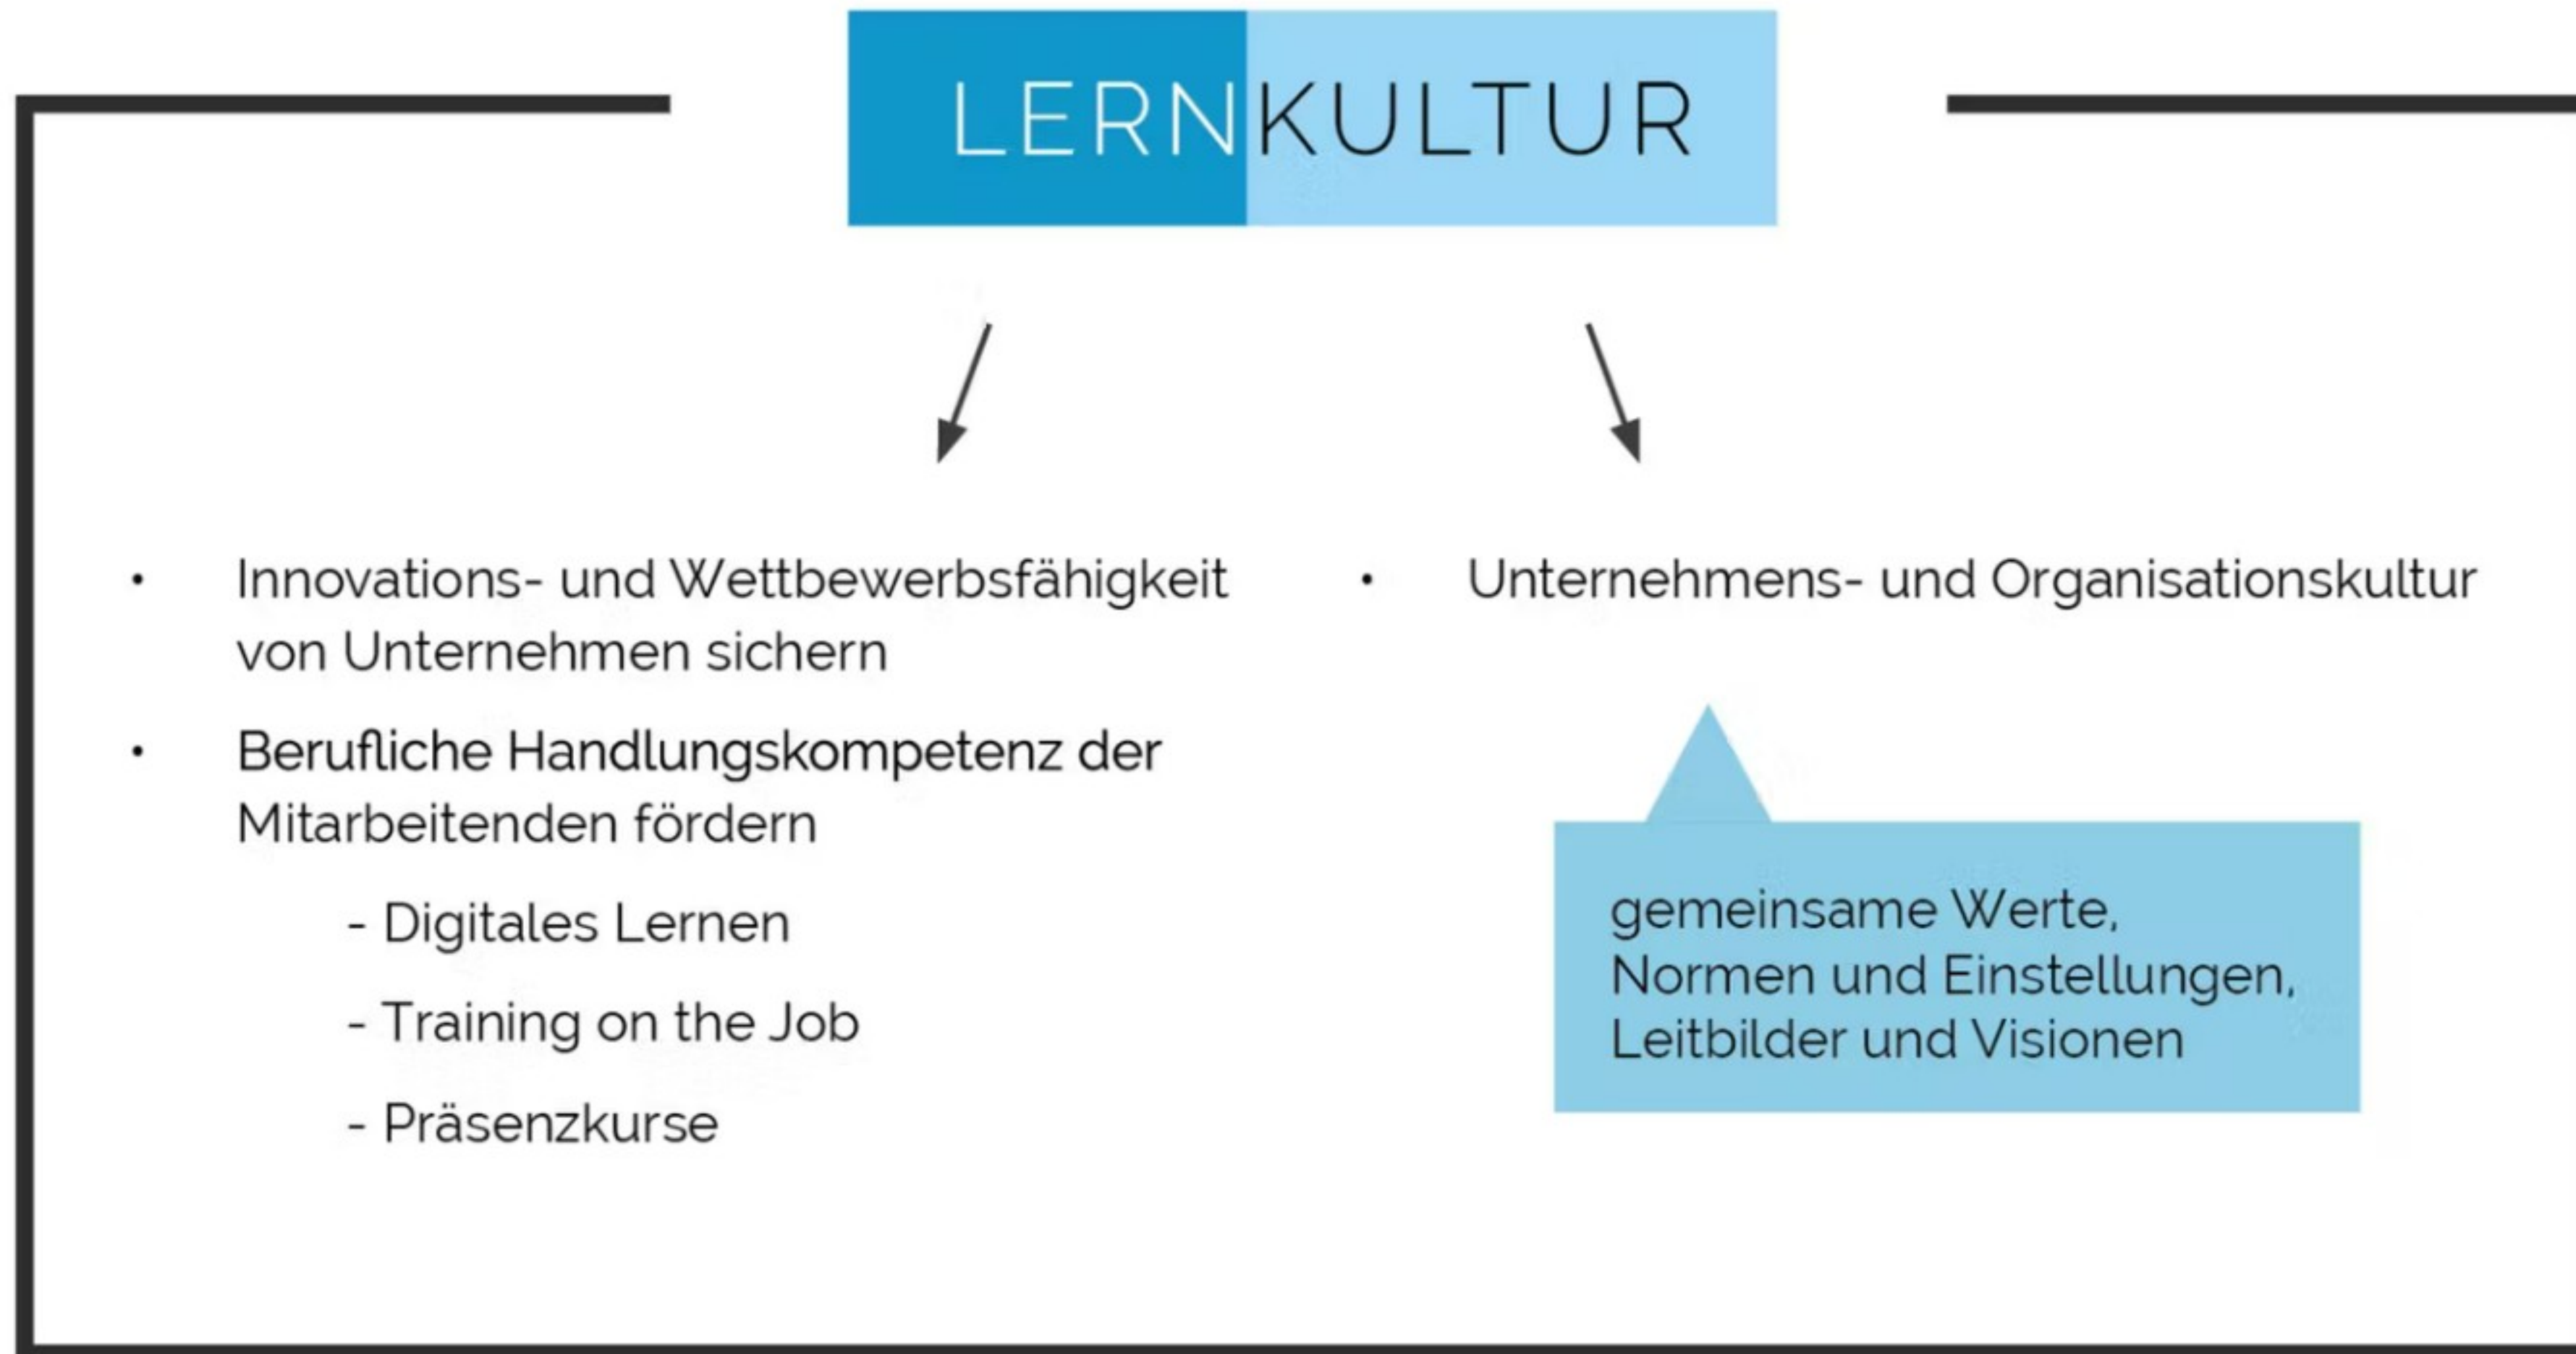 LERNKULTUR
• Innovations- und Wettbewerbsfähigkeit
von Unternehmen sichern
• Berufliche Handlungskompetenz der
Mitarbeitenden fördern
- Digitales Lernen
- Training on the Job
- Präsenzkurse
• Unternehmens- und Organisationskultur
gemeinsame Werte,
Normen und Einstellungen,
Leitbilder und Visionen